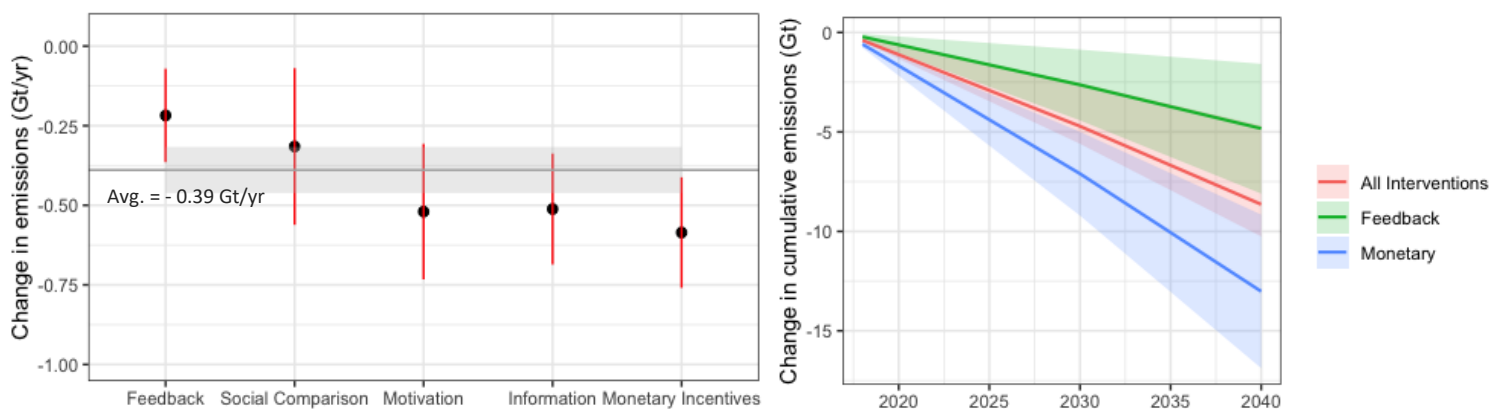 Change in emissions (Gt/yr)
0.00
-0.25
-0.50
-0.75
-1.00
Avg. = - 0.39 Gt/yr
Feedback Social Comparison Motivation Information Monetary Incentives
Change in cumulative emissions (Gt)
0
-5
-10
-15
2020 2025 2030 2035 2040
All Interventions
Feedback
Monetary